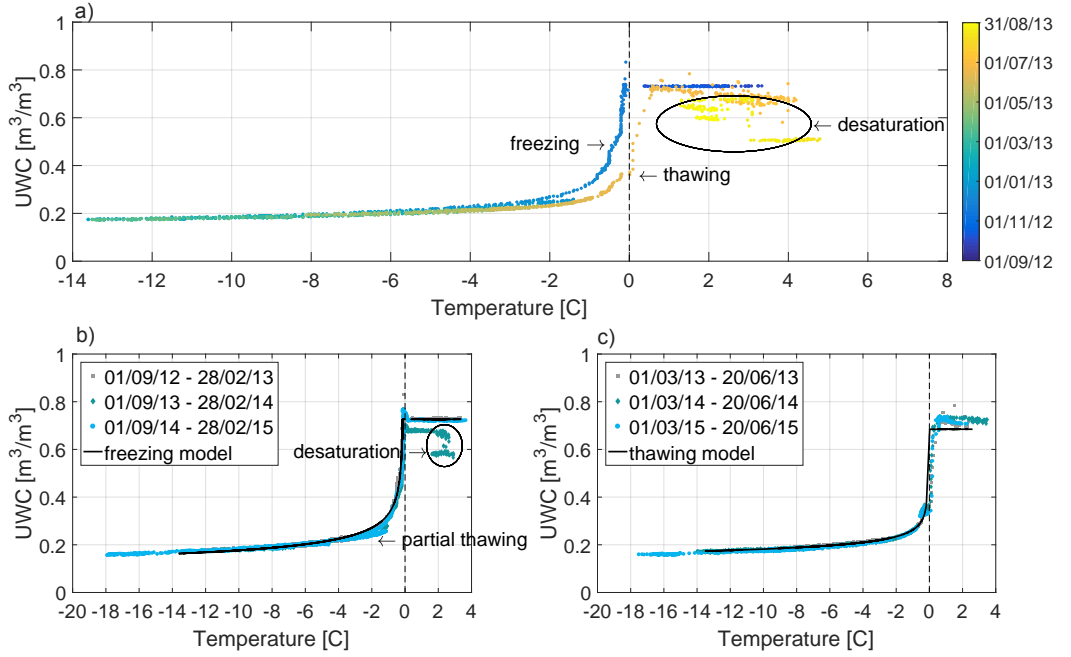 a)
UWC [m³/m³]
1
0.8
0.6
0.4
0.2
0
-14
-12
-10
-8
-6
-4
-2
0
2
4
6
8
Temperature [C]
freezing →
← thawing
← desaturation
31/08/13
01/07/13
01/05/13
01/03/13
01/01/13
01/11/12
01/09/12
b)
UWC [m³/m³]
1
0.8
0.6
0.4
0.2
0
01/09/12 - 28/02/13
01/09/13 - 28/02/14
01/09/14 - 28/02/15
freezing model
desaturation →
← partial thawing
-20 -18 -16 -14 -12 -10 -8 -6 -4 -2 0 2 4
Temperature [C]
c)
UWC [m³/m³]
1
0.8
0.6
0.4
0.2
0
01/03/13 - 20/06/13
01/03/14 - 20/06/14
01/03/15 - 20/06/15
thawing model
-20 -18 -16 -14 -12 -10 -8 -6 -4 -2 0 2 4
Temperature [C]